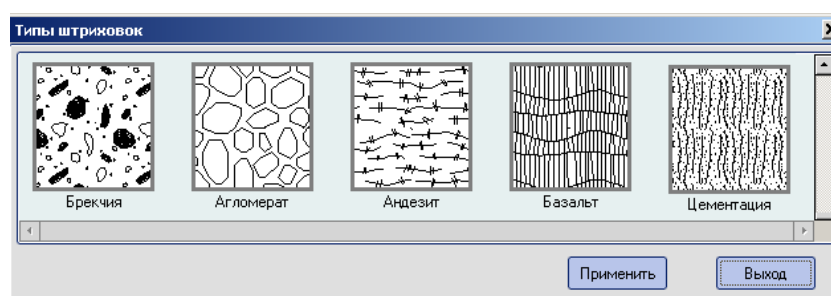 Типы штриховок
Брекчия Агломерат Андезит Базальт Цементация
Применить Выход